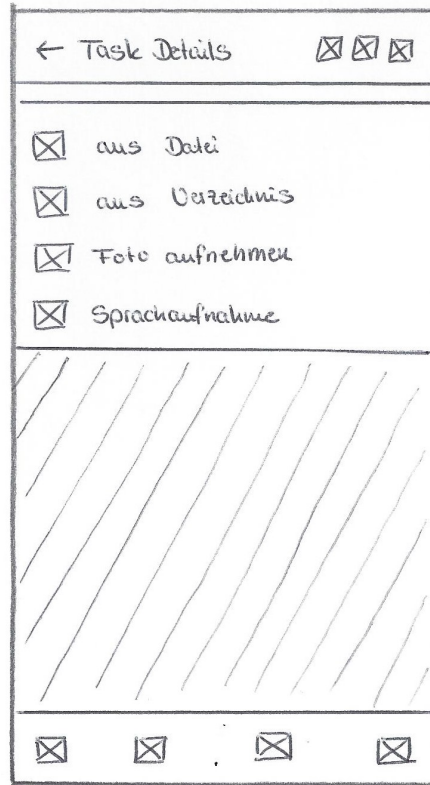 ← Task Details
aus Datei
aus Verzeichnis
Foto aufnehmen
Sprachaufnahme